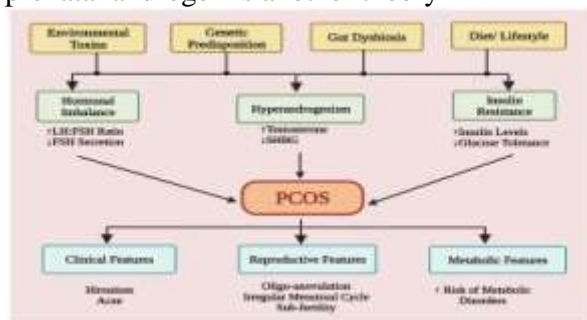 Environmental
Toxins
Genetic
Predisposition
Gut Dysbiosis
Diet/ Lifestyle
Hormonal
Imbalance
Hyperandrogenism
Insulin
Resistance
↑LH:FSH Ratio
↓FSH Secretion
↑Testosterone
↓SHBG
↑Insulin Levels
↓Glucose Tolerance
PCOS
Clinical Features
Reproductive Features
Metabolic Features
Hirsutism
Acne
Oligo-anovulation
Irregular Menstrual Cycle
Sub-fertility
↑ Risk of Metabolic
Disorders